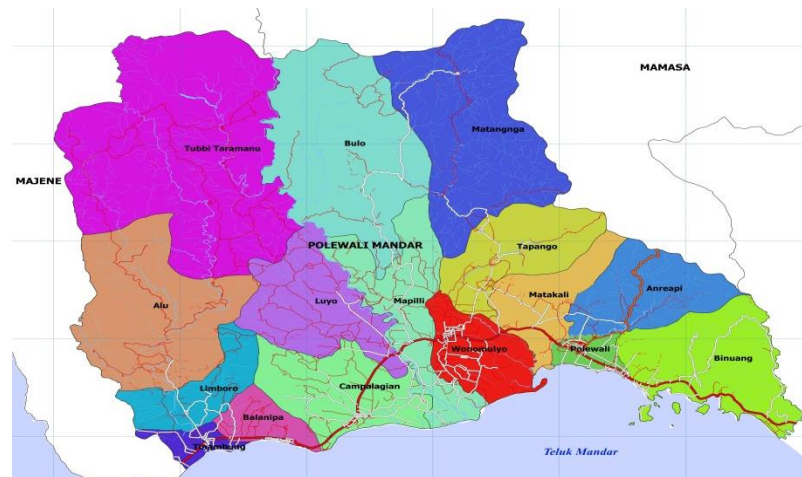 MAMASA
Matangnga
Bulo
Tubbi Taramanu
MAJENE
POLEWALI MANDAR
Tapango
Anreapi
Matakali
Mapilli
Luyo
Alu
Wonomulyo
Polewali
Binuang
Limboro
Campalagian
Balanipa
Tinambung
Teluk Mandar